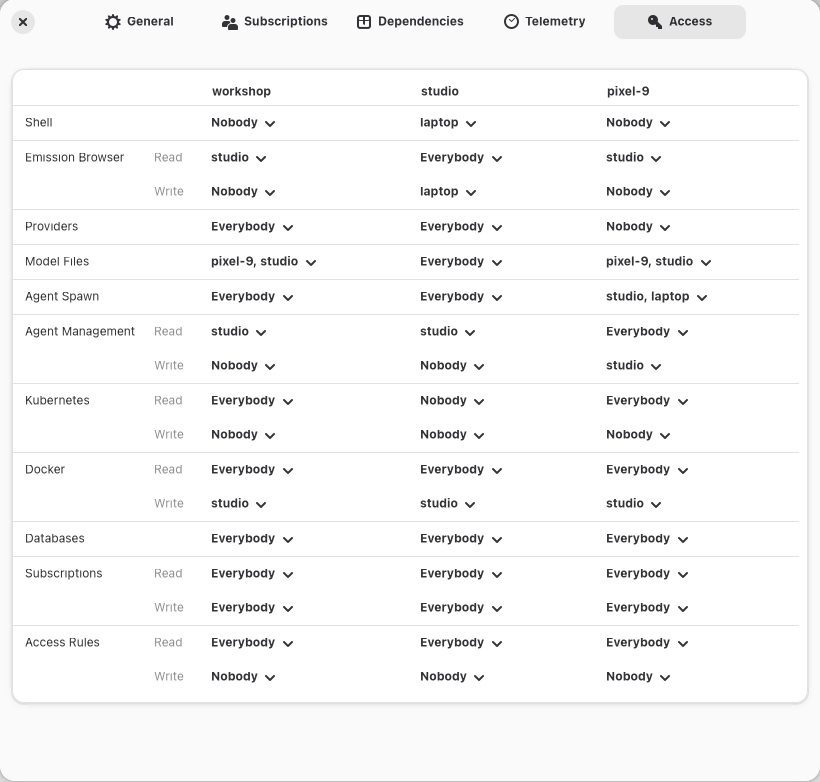 General Subscriptions Dependencies Telemetry Access
workshop studio pixel-9
Shell Nobody laptop Nobody
Emission Browser Read studio Everybody studio
Write Nobody laptop Nobody
Providers Everybody Everybody Nobody
Model Files pixel-9, studio Everybody pixel-9, studio
Agent Spawn Everybody Everybody studio, laptop
Agent Management Read studio studio Everybody
Write Nobody Nobody studio
Kubernetes Read Everybody Nobody Everybody
Write Nobody Nobody Nobody
Docker Read Everybody Everybody Everybody
Write studio studio studio
Databases Everybody Everybody Everybody
Subscriptions Read Everybody Everybody Everybody
Write Everybody Everybody Everybody
Access Rules Read Everybody Everybody Everybody
Write Nobody Nobody Nobody